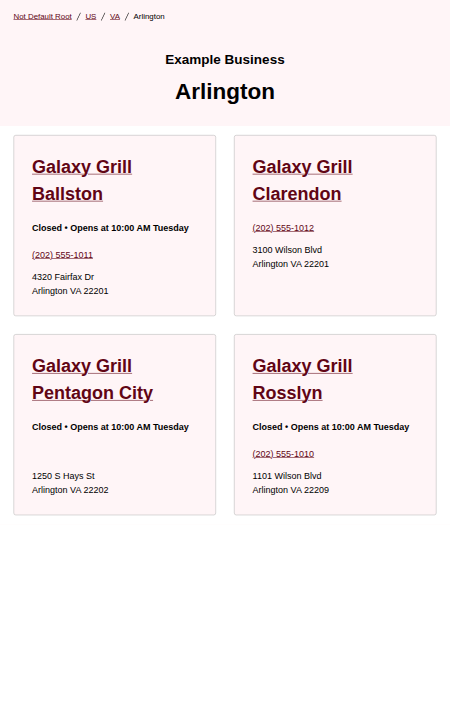 Not Default Root / US / VA / Arlington
Example Business
Arlington
Galaxy Grill
Ballston
Closed • Opens at 10:00 AM Tuesday
(202) 555-1011
4320 Fairfax Dr
Arlington VA 22201
Galaxy Grill
Clarendon
(202) 555-1012
3100 Wilson Blvd
Arlington VA 22201
Galaxy Grill
Pentagon City
Closed • Opens at 10:00 AM Tuesday
1250 S Hays St
Arlington VA 22202
Galaxy Grill
Rosslyn
Closed • Opens at 10:00 AM Tuesday
(202) 555-1010
1101 Wilson Blvd
Arlington VA 22209